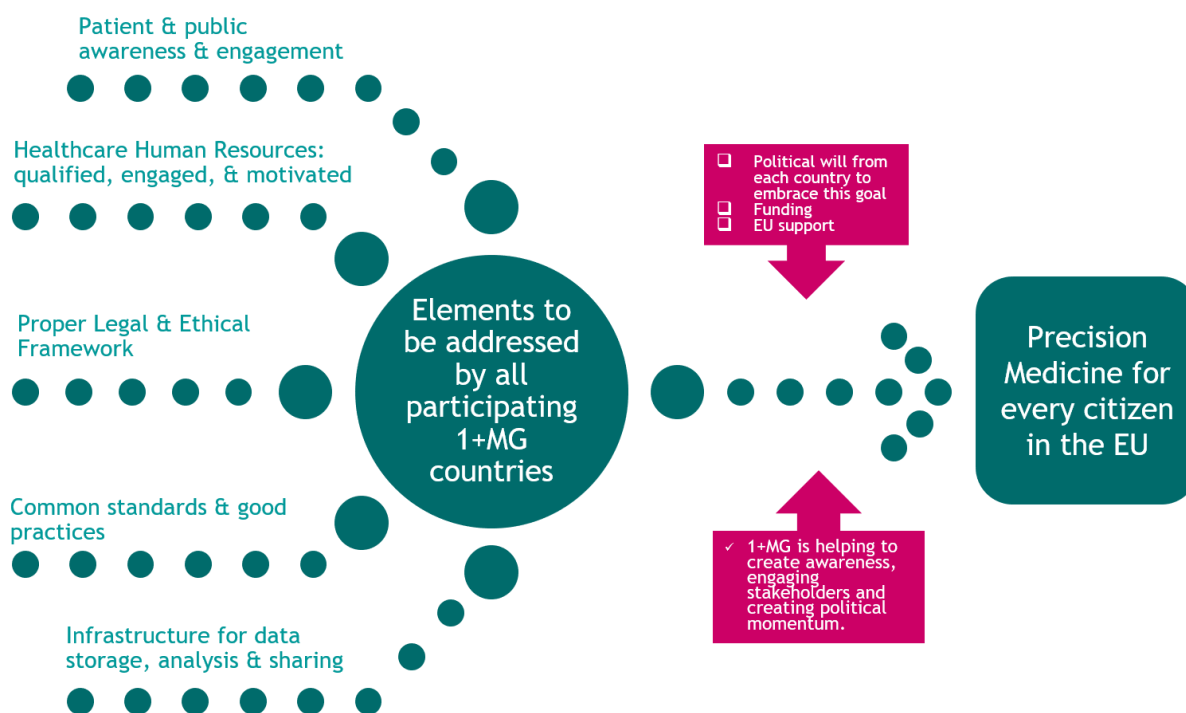 Patient & public
awareness & engagement
Healthcare Human Resources:
qualified, engaged, & motivated
Proper Legal & Ethical
Framework
Common standards & good
practices
Infrastructure for data
storage, analysis & sharing
Elements to
be addressed
by all
participating
1+MG
countries
❑ Political will from
each country to
embrace this goal
❑ Funding
❑ EU support
✓ 1+MG is helping to
create awareness,
engaging
stakeholders and
creating political
momentum.
Precision
Medicine for
every citizen
in the EU